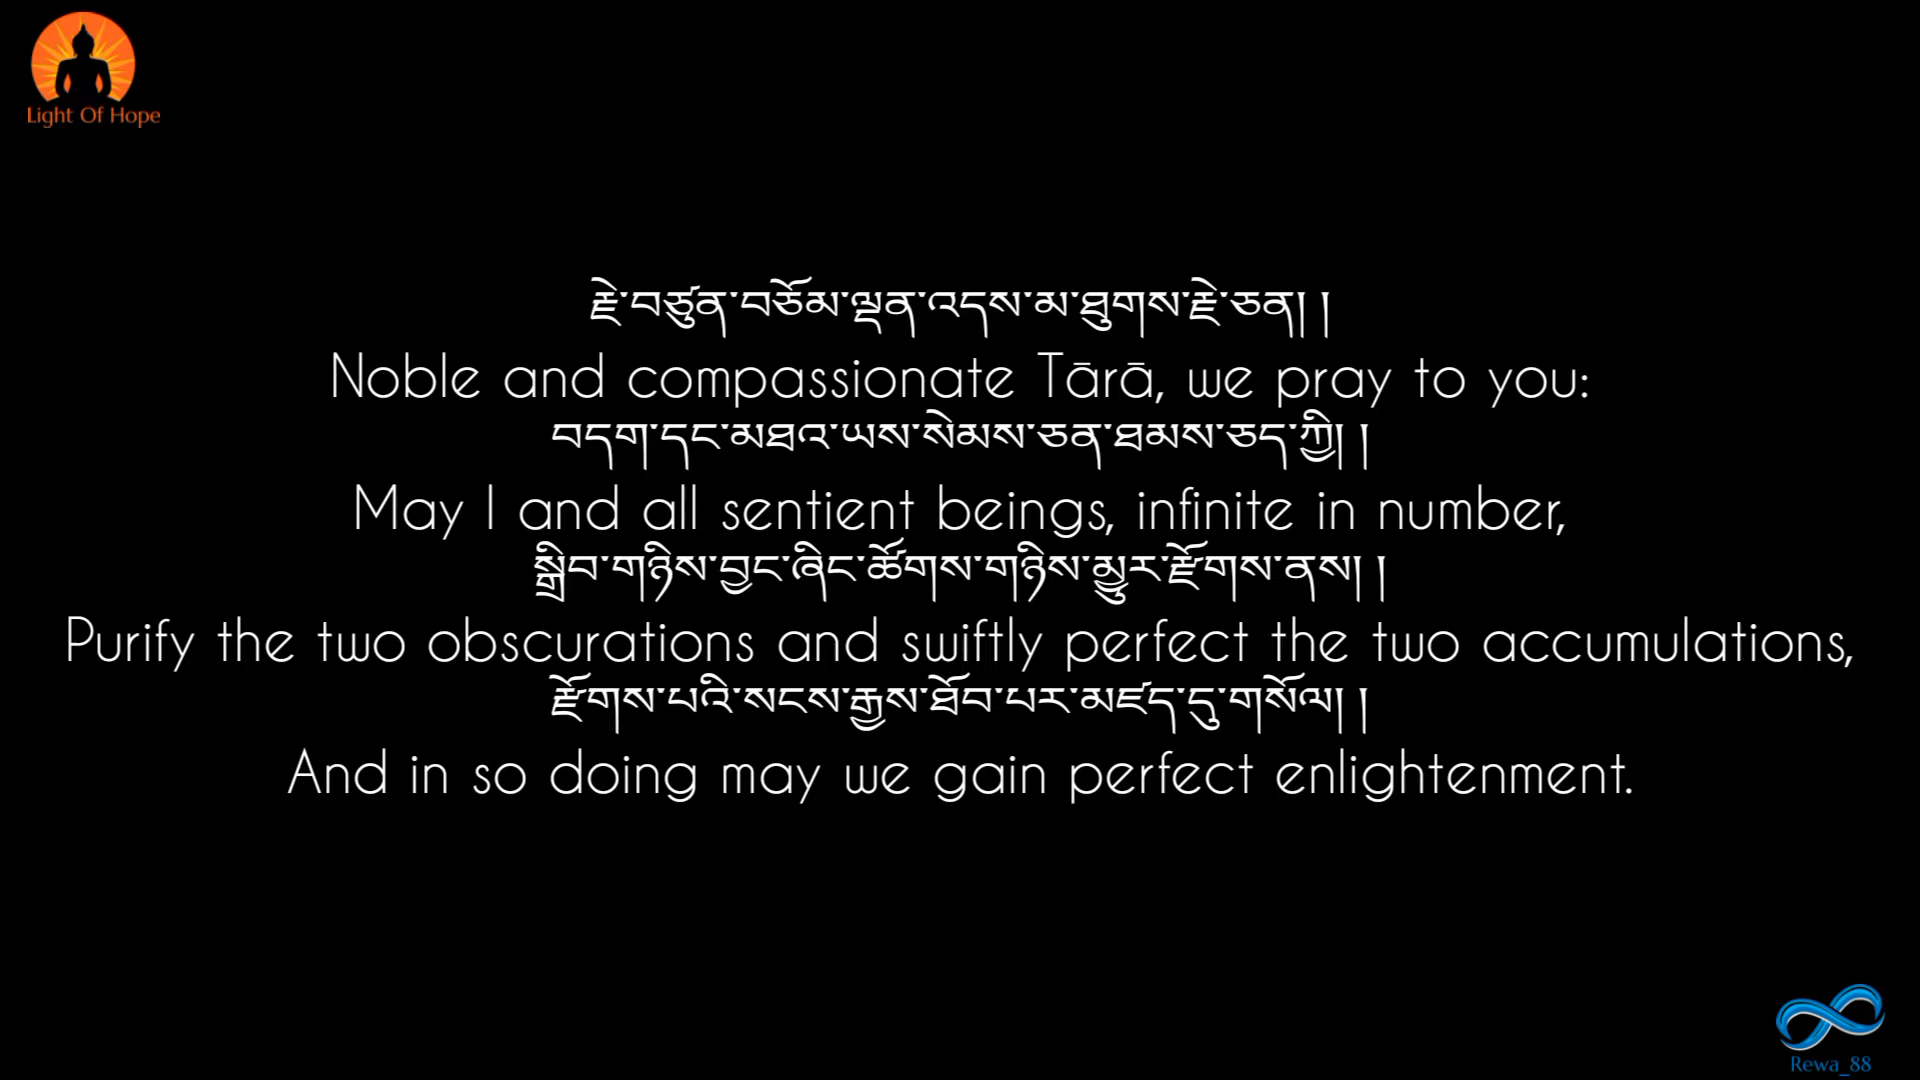 Light Of Hope
རྗེ་བཙུན་བཅོམ་ལྡན་འདས་མ་ཐུགས་རྗེ་ཅན། །
Noble and compassionate Tārā, we pray to you:
བདག་དང་མཐའ་ཡས་སེམས་ཅན་ཐམས་ཅད་ཀྱི། །
May I and all sentient beings, infinite in number,
སྒྲིབ་གཉིས་བྱང་ཞིང་ཚོགས་གཉིས་མྱུར་རྫོགས་ནས། །
Purify the two obscurations and swiftly perfect the two accumulations,
རྫོགས་པའི་སངས་རྒྱས་ཐོབ་པར་མཛད་དུ་གསོལ། །
And in so doing may we gain perfect enlightenment.
Rewa_88